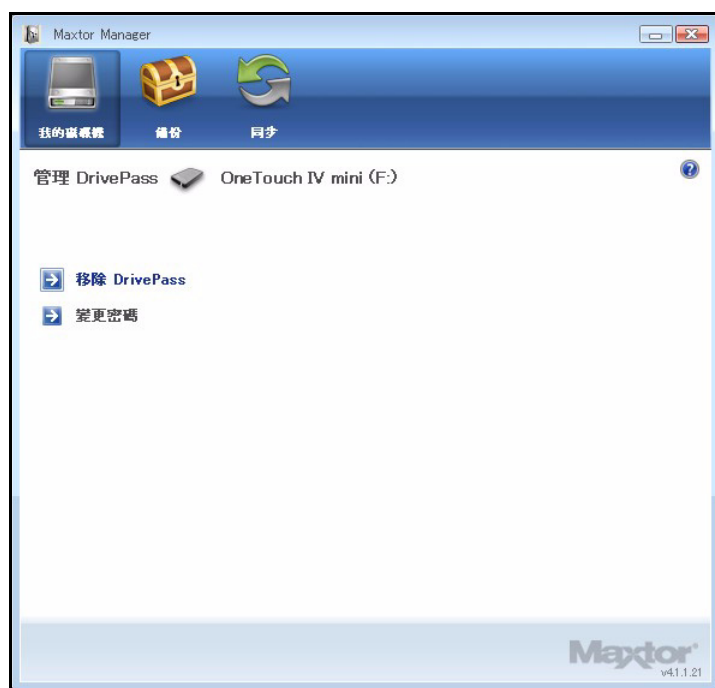 Maxtor Manager
我的磁碟機
備份
同步
管理 DrivePass OneTouch IV mini (F:)
移除 DrivePass
變更密碼
Maxtor
v4.1.1.21